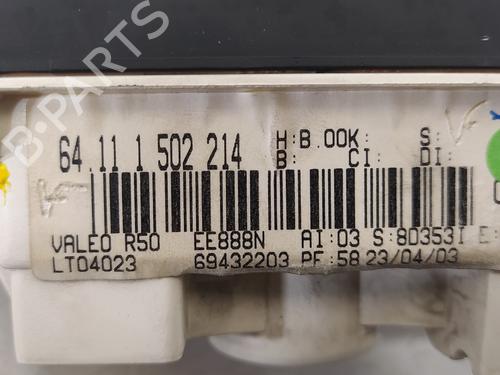 64.11 1 502 214
H:B.00K: S:
B: CI: DI:
VALEO R50 EE888N AI:03 S:8D353I E:
LT04023 69432203 PF:58 23/04/03
B-PARTS